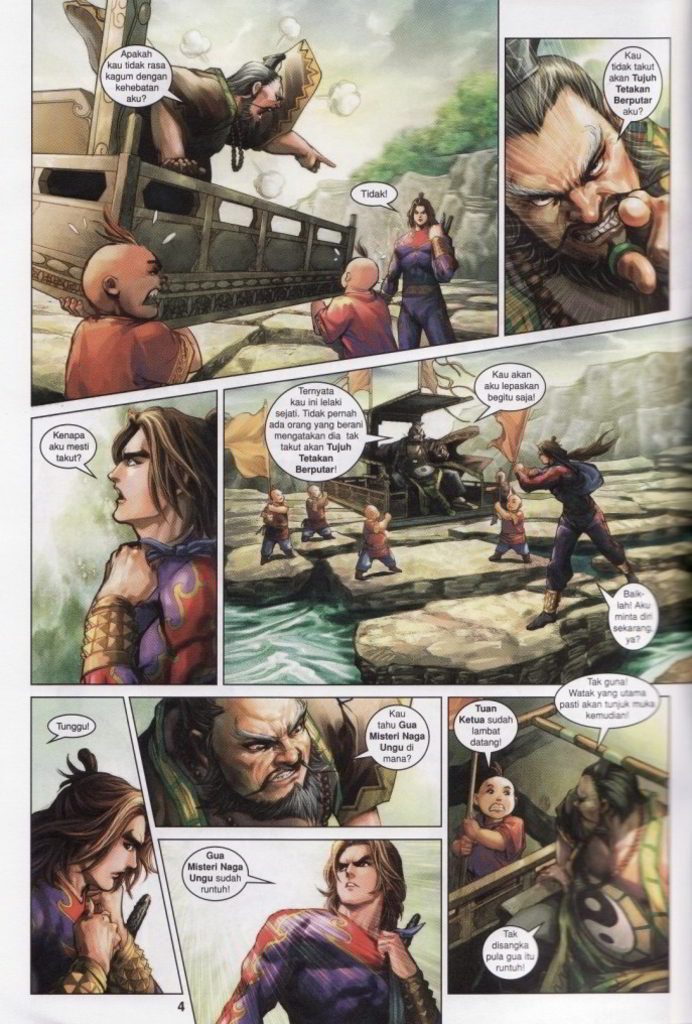 Apakah
kau tidak rasa
kagum dengan
kehebatan
aku?
Tidak!
Kau
tidak takut
akan Tujuh
Tetakan
Berputar
aku?
Kenapa
aku mesti
takut?
Ternyata
kau ini lelaki
sejati. Tidak pernah
ada orang yang berani
mengatakan dia tak
takut akan Tujuh
Tetakan
Berputar!
Kau akan
aku lepaskan
begitu saja!
Baik-
lah! Aku
minta diri
sekarang,
ya?
Tunggu!
Kau
tahu Gua
Misteri Naga
Ungu di
mana?
Gua
Misteri Naga
Ungu sudah
runtuh!
Tuan
Ketua sudah
lambat
datang!
Tak guna!
Watak yang utama
pasti akan tunjuk muka
kemudian!
Tak
disangka
pula gua itu
runtuh!
4